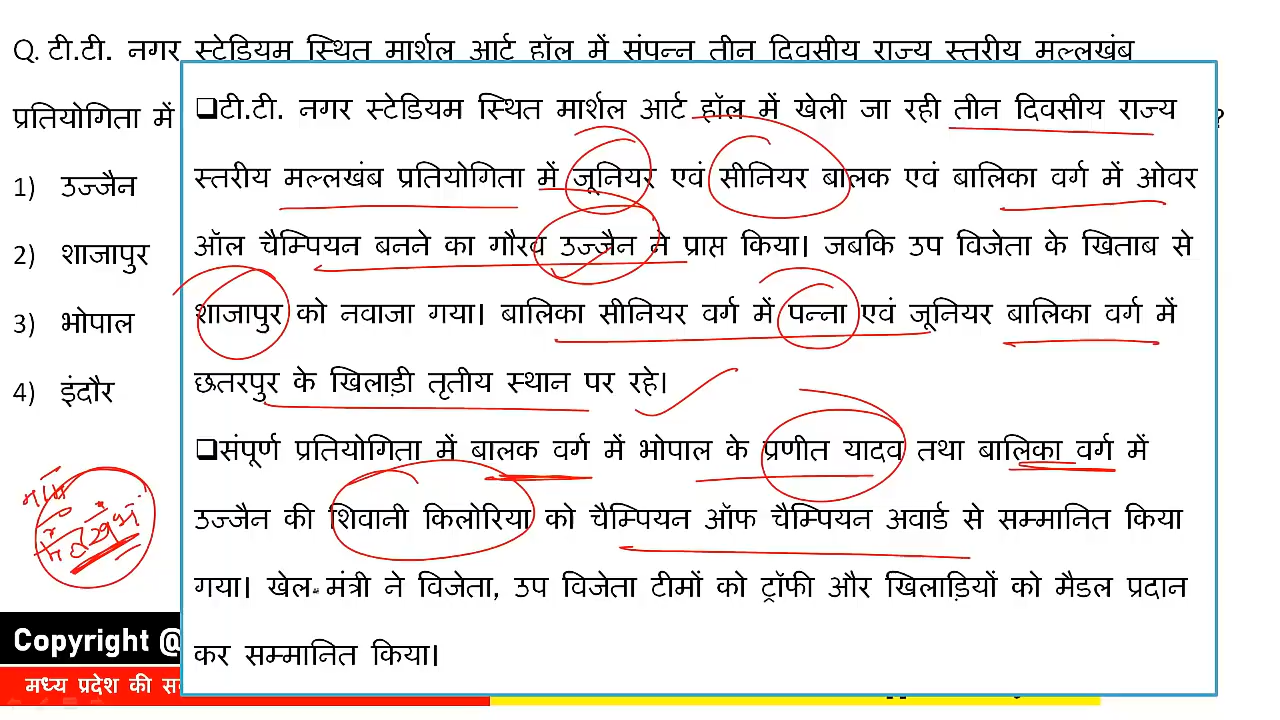 Q. टी.टी. नगर स्टेडियम स्थित मार्शल आर्ट हॉल में संपन्न तीन दिवसीय राज्य स्तरीय मल्लखंब
प्रतियोगिता में ?
1) उज्जैन
2) शाजापुर
3) भोपाल
4) इंदौर
❑टी.टी. नगर स्टेडियम स्थित मार्शल आर्ट हॉल में खेली जा रही तीन दिवसीय राज्य
स्तरीय मल्लखंब प्रतियोगिता में जूनियर एवं सीनियर बालक एवं बालिका वर्ग में ओवर
ऑल चैम्पियन बनने का गौरव उज्जैन ने प्राप्त किया। जबकि उप विजेता के खिताब से
शाजापुर को नवाजा गया। बालिका सीनियर वर्ग में पन्ना एवं जूनियर बालिका वर्ग में
छतरपुर के खिलाड़ी तृतीय स्थान पर रहे।
❑संपूर्ण प्रतियोगिता में बालक वर्ग में भोपाल के प्रणीत यादव तथा बालिका वर्ग में
उज्जैन की शिवानी किलोरिया को चैम्पियन ऑफ चैम्पियन अवार्ड से सम्मानित किया
गया। खेल मंत्री ने विजेता, उप विजेता टीमों को ट्रॉफी और खिलाड़ियों को मैडल प्रदान
कर सम्मानित किया।
Copyright @
मध्य प्रदेश की